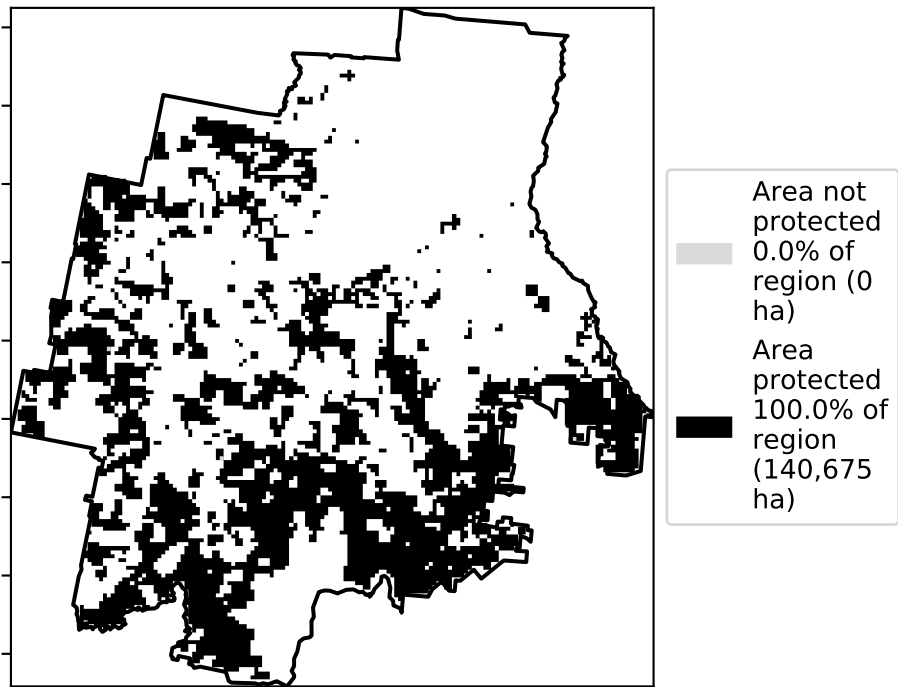 Area not
protected
0.0% of
region (0
ha)
Area
protected
100.0% of
region
(140,675
ha)